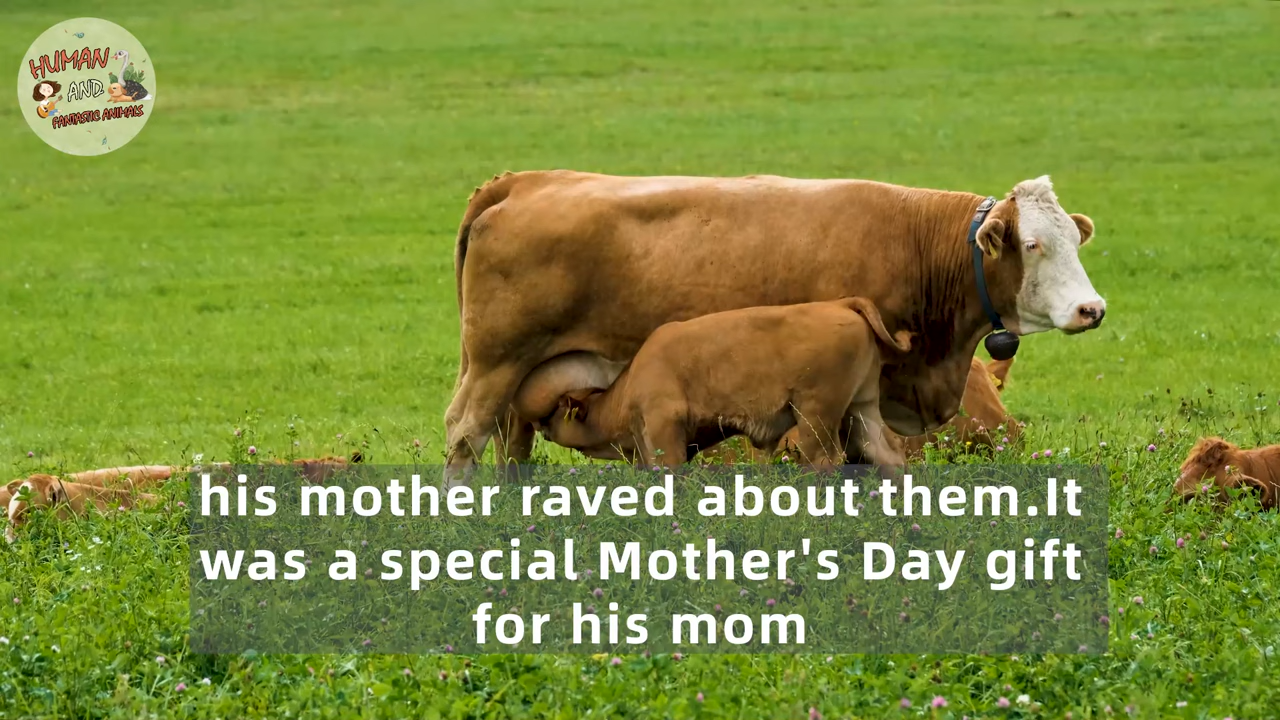 HUMAN
AND
FANTASTIC ANIMALS
his mother raved about them.It
was a special Mother's Day gift
for his mom